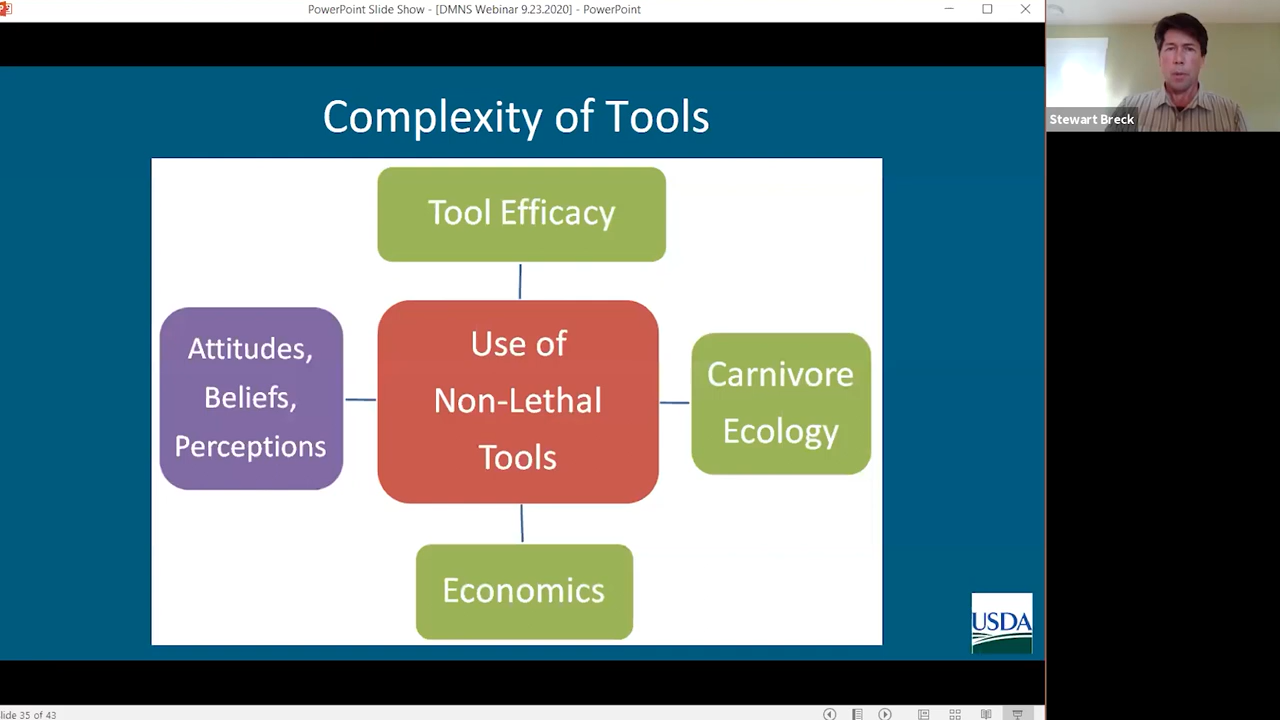 PowerPoint Slide Show - [DMNS Webinar 9.23.2020] - PowerPoint
Stewart Breck
Complexity of Tools
Tool Efficacy
Attitudes,
Beliefs,
Perceptions
Use of
Non-Lethal
Tools
Carnivore
Ecology
Economics
USDA
Slide 35 of 43